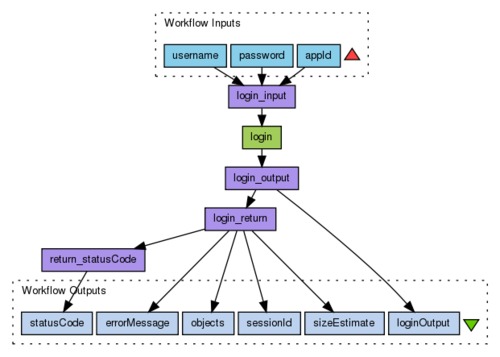 Workflow Inputs
username password appId
login_input
login
login_output
login_return
return_statusCode
Workflow Outputs
statusCode errorMessage objects sessionId sizeEstimate loginOutput